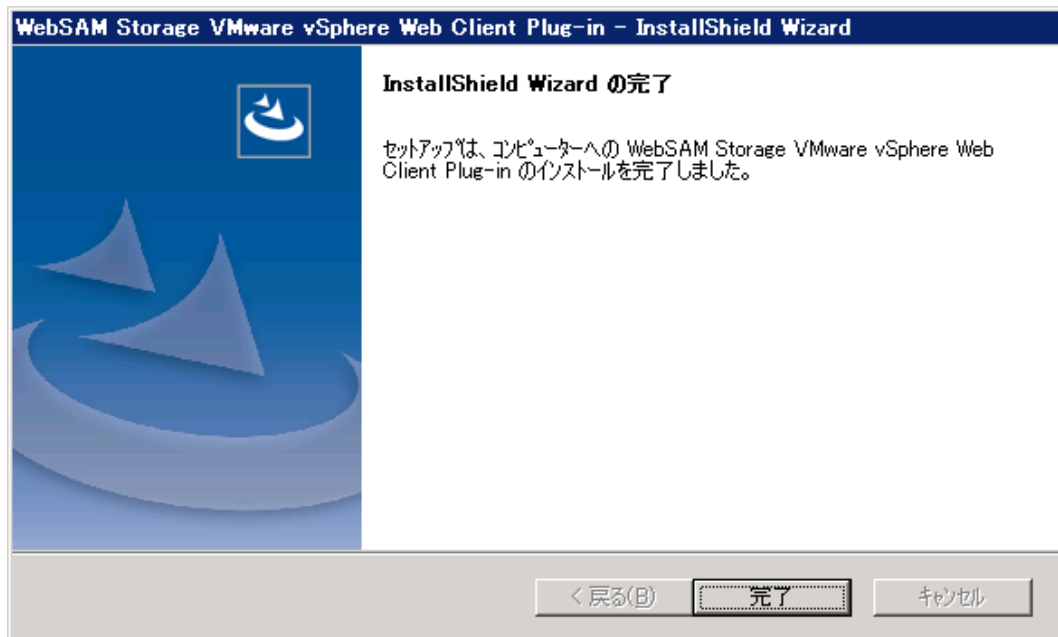 WebSAM Storage VMware vSphere Web Client Plug-in - InstallShield Wizard
InstallShield Wizard の完了
セットアップは、コンピューターへの WebSAM Storage VMware vSphere Web
Client Plug-in のインストールを完了しました。
< 戻る(B)
完了
キャンセル